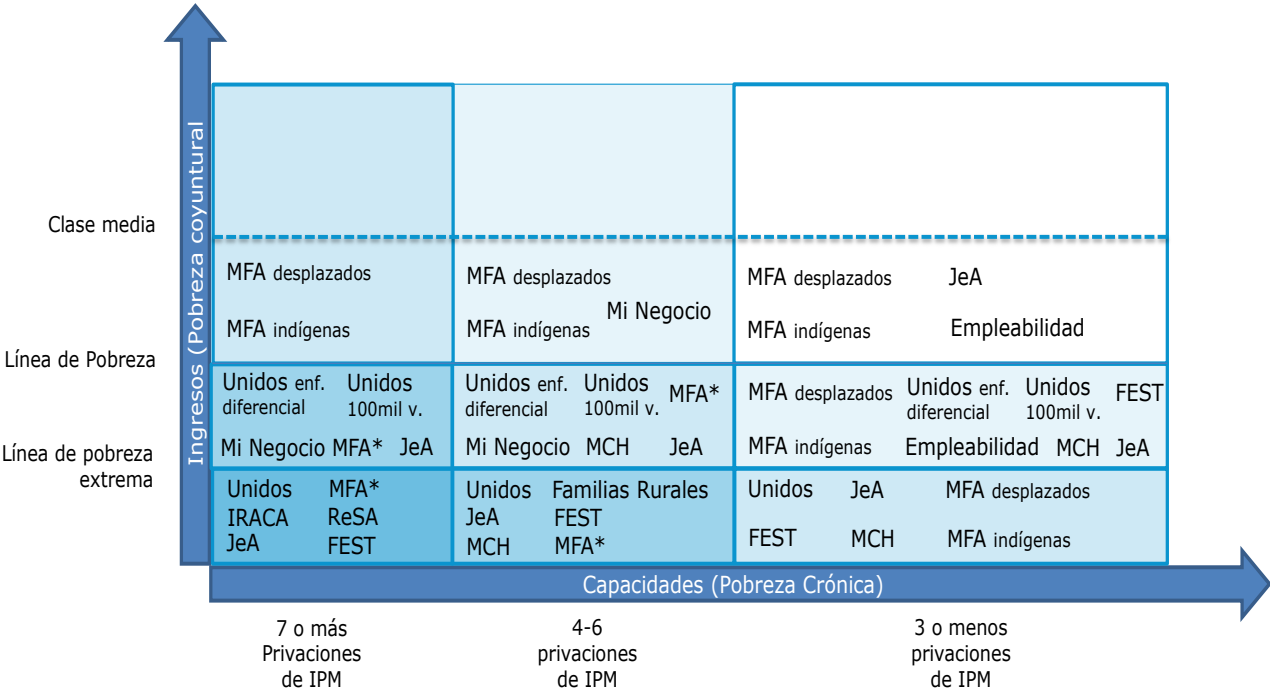 Ingresos (Pobreza coyuntural
Clase media
Línea de Pobreza
Línea de pobreza
extrema
MFA desplazados
MFA indígenas
MFA desplazados
Mi Negocio
MFA indígenas
MFA desplazados JeA
MFA indígenas Empleabilidad
Unidos enf. Unidos
diferencial 100mil v.
Mi Negocio MFA* JeA
Unidos enf. Unidos MFA*
diferencial 100mil v.
Mi Negocio MCH JeA
MFA desplazados Unidos enf. Unidos FEST
diferencial 100mil v.
MFA indígenas Empleabilidad MCH JeA
Unidos MFA*
IRACA ReSA
JeA FEST
Unidos Familias Rurales
JeA FEST
MCH MFA*
Unidos JeA MFA desplazados
FEST MCH MFA indígenas
Capacidades (Pobreza Crónica)
7 o más
Privaciones
de IPM
4-6
privaciones
de IPM
3 o menos
privaciones
de IPM